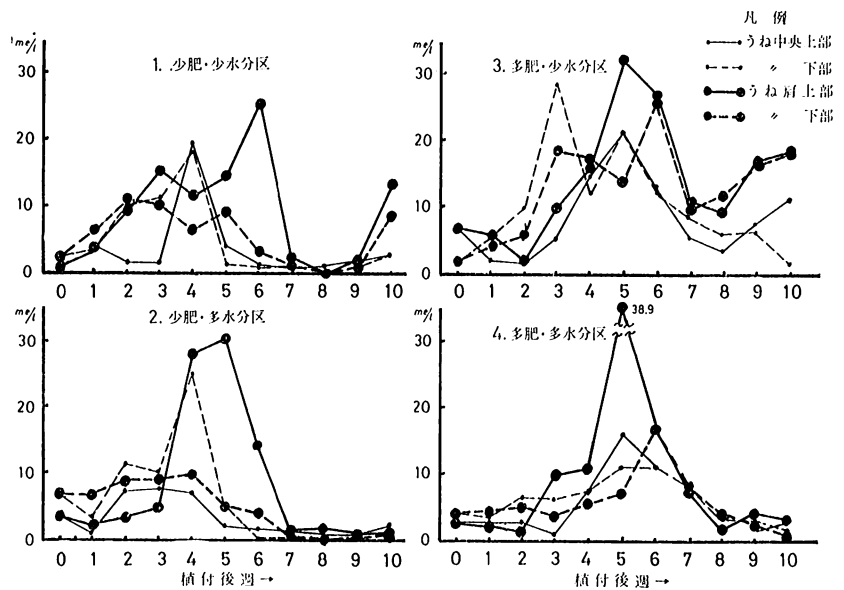 凡例
うね中央上部
〃 下部
うね肩上部
〃 下部
me/l
1. 少肥・少水分区
30
20
10
0
0 1 2 3 4 5 6 7 8 9 10
me/l
3. 多肥・少水分区
30
20
10
0
0 1 2 3 4 5 6 7 8 9 10
me/l
2. 少肥・多水分区
30
20
10
0
0 1 2 3 4 5 6 7 8 9 10
植付後週→
me/l
38.9
4. 多肥・多水分区
30
20
10
0
0 1 2 3 4 5 6 7 8 9 10
植付後週→